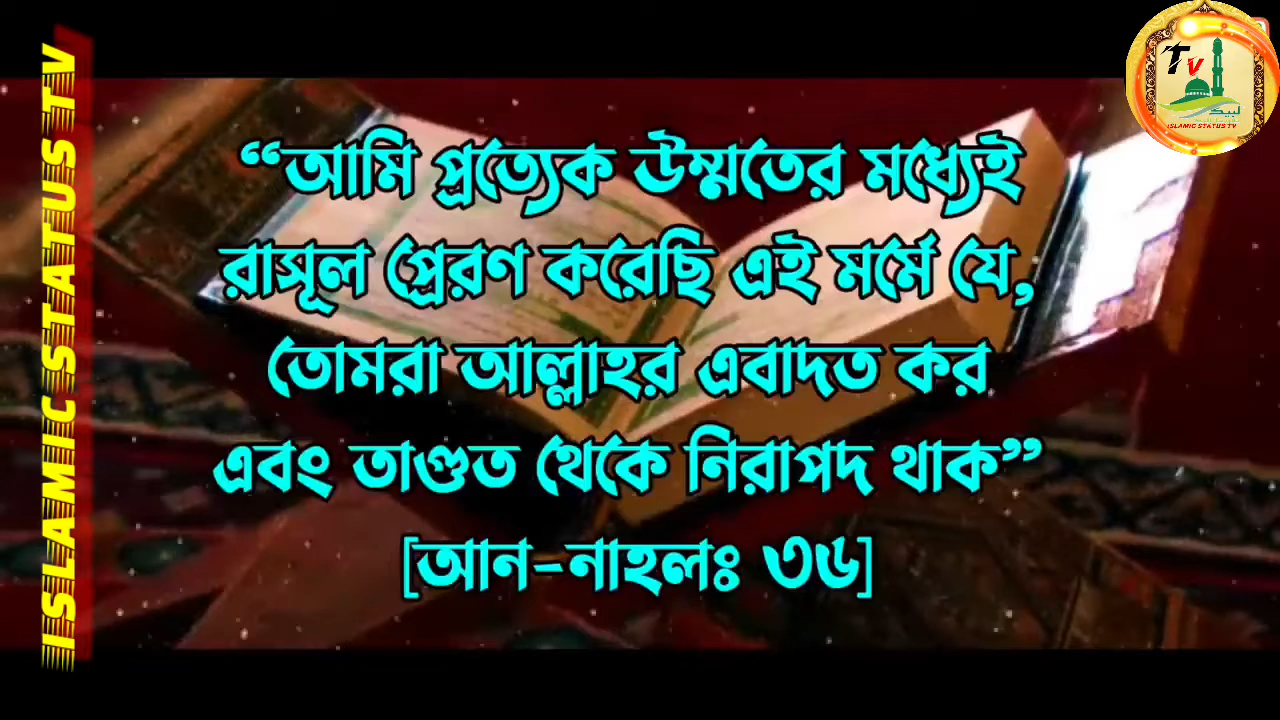 “আমি প্রত্যেক উম্মতের মধ্যেই
রাসূল প্রেরণ করেছি এই মর্মে যে,
তোমরা আল্লাহর এবাদত কর
এবং তাগুত থেকে নিরাপদ থাক”
[আন-নাহলঃ ৩৬]
ISLAMIC STATUS TV
TV
لبيك
ISLAMIC STATUS TV